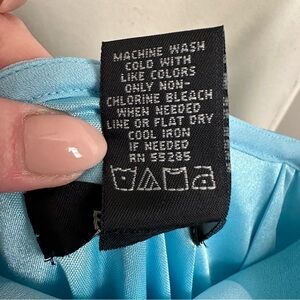 MACHINE WASH
COLD WITH
LIKE COLORS
ONLY NON-
CHLORINE BLEACH
WHEN NEEDED
LINE OR FLAT DRY
COOL IRON
IF NEEDED
RN 55285